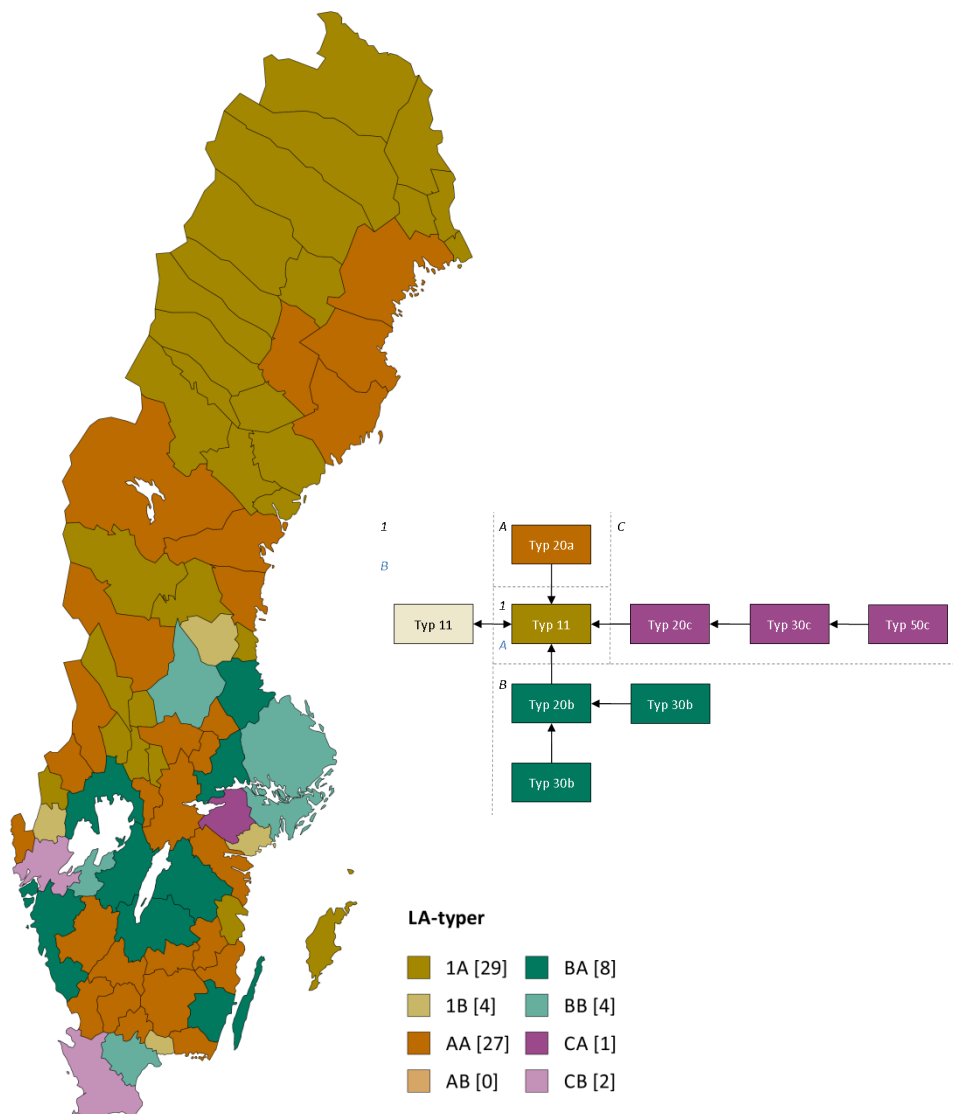 1
A
C
Typ 20a
B
Typ 11
1
Typ 11
A
Typ 20c
Typ 30c
Typ 50c
B
Typ 20b
Typ 30b
Typ 30b
LA-typer
1A [29]
BA [8]
1B [4]
BB [4]
AA [27]
CA [1]
AB [0]
CB [2]